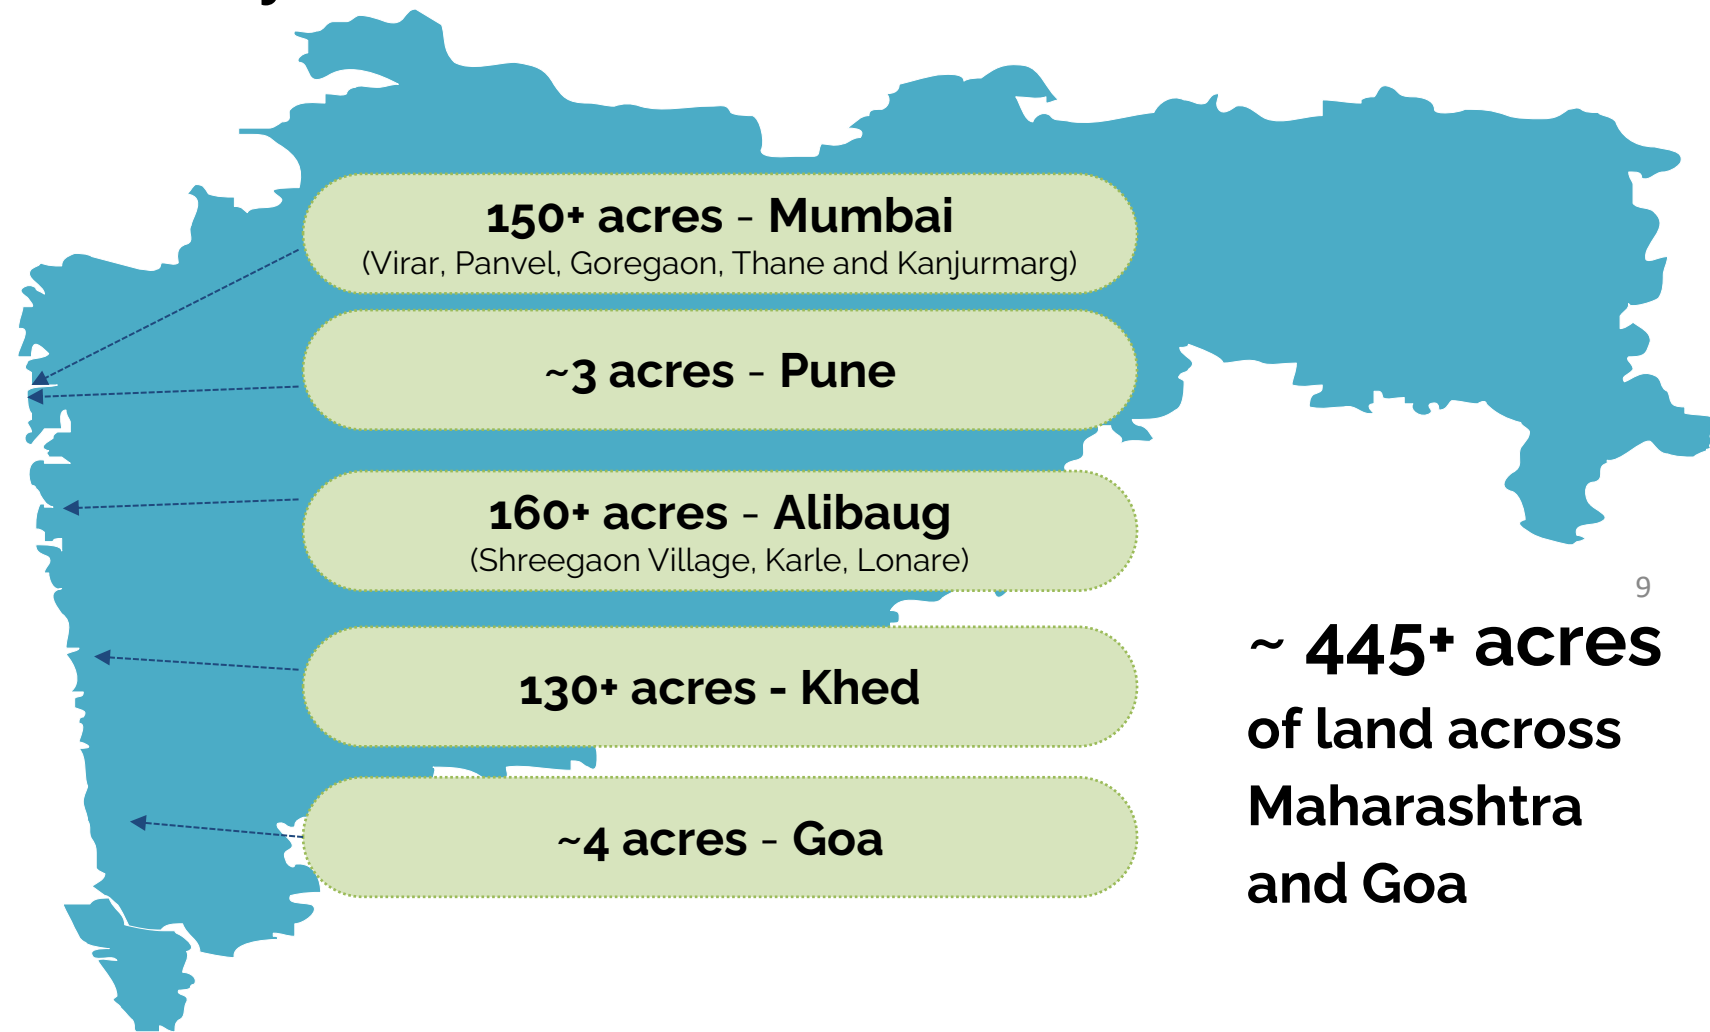 150+ acres - Mumbai
(Virar, Panvel, Goregaon, Thane and Kanjurmarg)
~3 acres - Pune
160+ acres - Alibaug
(Shreegaon Village, Karle, Lonare)
130+ acres - Khed
~4 acres - Goa
9
~ 445+ acres
of land across
Maharashtra
and Goa